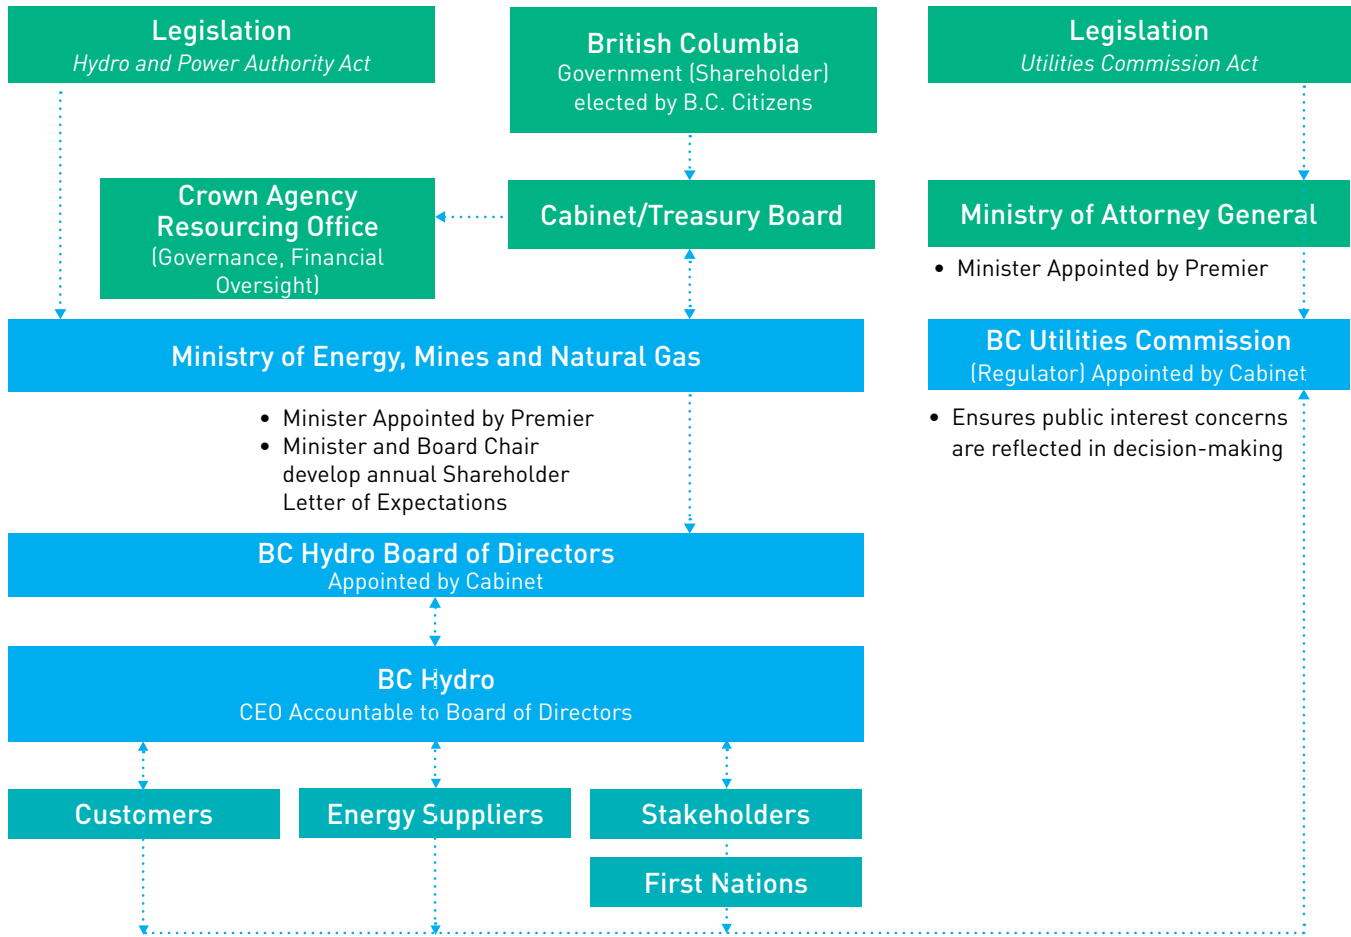 Legislation
Hydro and Power Authority Act
British Columbia
Government (Shareholder)
elected by B.C. Citizens
Legislation
Utilities Commission Act
Crown Agency
Resourcing Office
(Governance, Financial
Oversight)
Cabinet/Treasury Board
Ministry of Attorney General
• Minister Appointed by Premier
Ministry of Energy, Mines and Natural Gas
• Minister Appointed by Premier
• Minister and Board Chair
develop annual Shareholder
Letter of Expectations
BC Utilities Commission
(Regulator) Appointed by Cabinet
• Ensures public interest concerns
are reflected in decision-making
BC Hydro Board of Directors
Appointed by Cabinet
BC Hydro
CEO Accountable to Board of Directors
Customers
Energy Suppliers
Stakeholders
First Nations